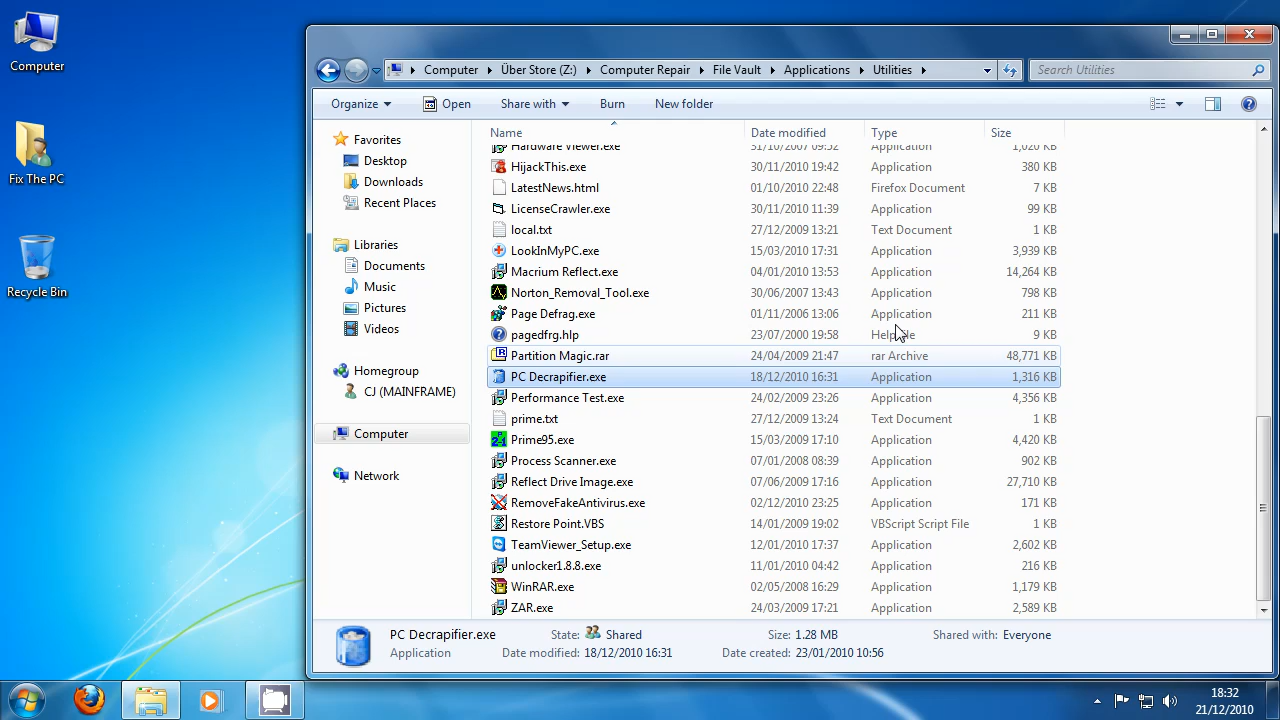 Computer
Fix The PC
Recycle Bin
Computer Über Store (Z:) Computer Repair File Vault Applications Utilities
Search Utilities
Organize Open Share with Burn New folder
Favorites
Desktop
Downloads
Recent Places
Libraries
Documents
Music
Pictures
Videos
Homegroup
CJ (MAINFRAME)
Computer
Network
Name Date modified Type Size
Hardware Viewer.exe 31/10/2007 09:52 Application 1,020 KB
HijackThis.exe 30/11/2010 19:42 Application 380 KB
LatestNews.html 01/10/2010 22:48 Firefox Document 7 KB
LicenseCrawler.exe 30/11/2010 11:39 Application 99 KB
local.txt 27/12/2009 13:21 Text Document 1 KB
LookInMyPC.exe 15/03/2010 17:31 Application 3,939 KB
Macrium Reflect.exe 04/01/2010 13:53 Application 14,264 KB
Norton_Removal_Tool.exe 30/06/2007 13:43 Application 798 KB
Page Defrag.exe 01/11/2006 13:06 Application 211 KB
pagedfrg.hlp 23/07/2000 19:58 Help file 9 KB
Partition Magic.rar 24/04/2009 21:47 rar Archive 48,771 KB
PC Decrapifier.exe 18/12/2010 16:31 Application 1,316 KB
Performance Test.exe 24/02/2009 23:26 Application 4,356 KB
prime.txt 27/12/2009 13:24 Text Document 1 KB
Prime95.exe 15/03/2009 17:10 Application 4,420 KB
Process Scanner.exe 07/01/2008 08:39 Application 902 KB
Reflect Drive Image.exe 07/06/2009 17:16 Application 27,710 KB
RemoveFakeAntivirus.exe 02/12/2010 23:25 Application 171 KB
Restore Point.VBS 14/01/2009 19:02 VBScript Script File 1 KB
TeamViewer_Setup.exe 12/01/2010 17:37 Application 2,602 KB
unlocker1.8.8.exe 11/01/2010 04:42 Application 216 KB
WinRAR.exe 02/05/2008 16:29 Application 1,179 KB
ZAR.exe 24/03/2009 17:21 Application 2,589 KB
PC Decrapifier.exe State: Shared Size: 1.28 MB Shared with: Everyone
Application Date modified: 18/12/2010 16:31 Date created: 23/01/2010 10:56
18:32
21/12/2010